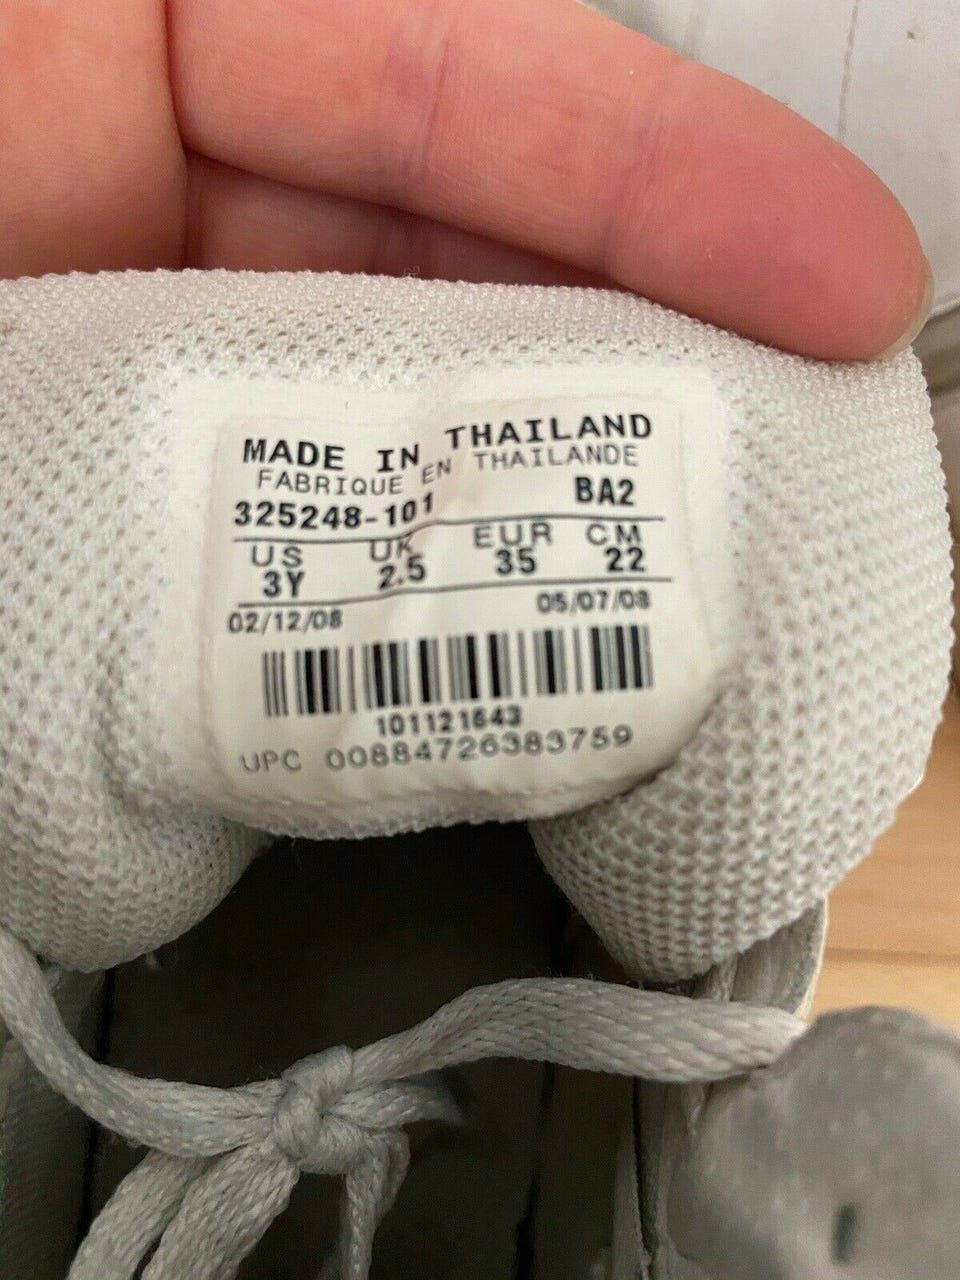 MADE IN THAILAND
FABRIQUE EN THAILANDE
325248-101 BA2
US UK EUR CM
3Y 2.5 35 22
02/12/08 05/07/08
101121643
UPC 00884726383759